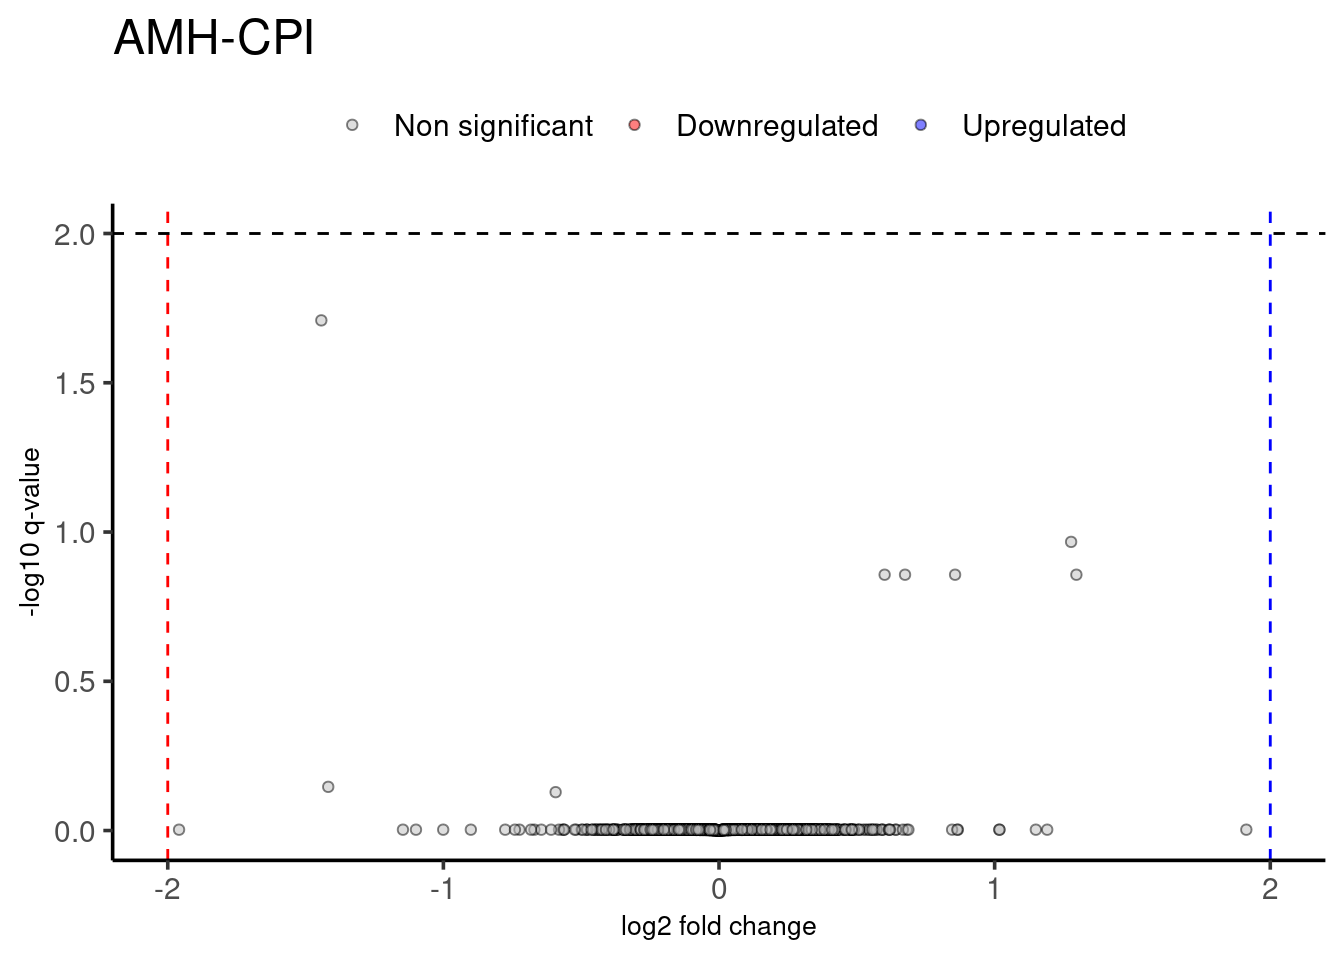 AMH-CPI
Non significant Downregulated Upregulated
2.0
1.5
1.0
0.5
0.0
-log10 q-value
-2 -1 0 1 2
log2 fold change